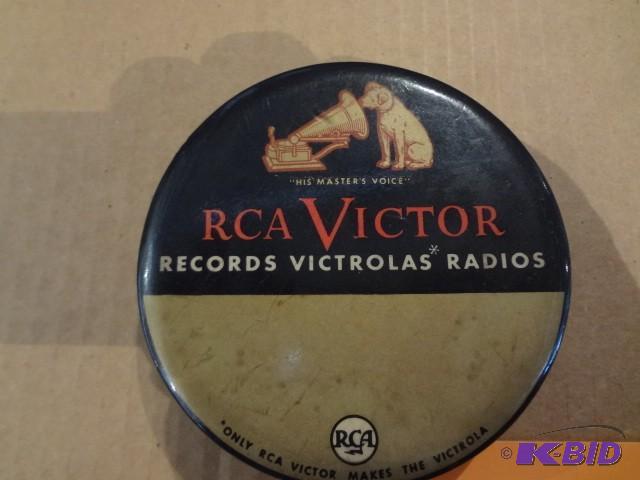 "HIS MASTER'S VOICE"
RCA VICTOR
RECORDS VICTROLAS* RADIOS
RCA
*ONLY RCA VICTOR MAKES THE VICTROLA
© K-BID